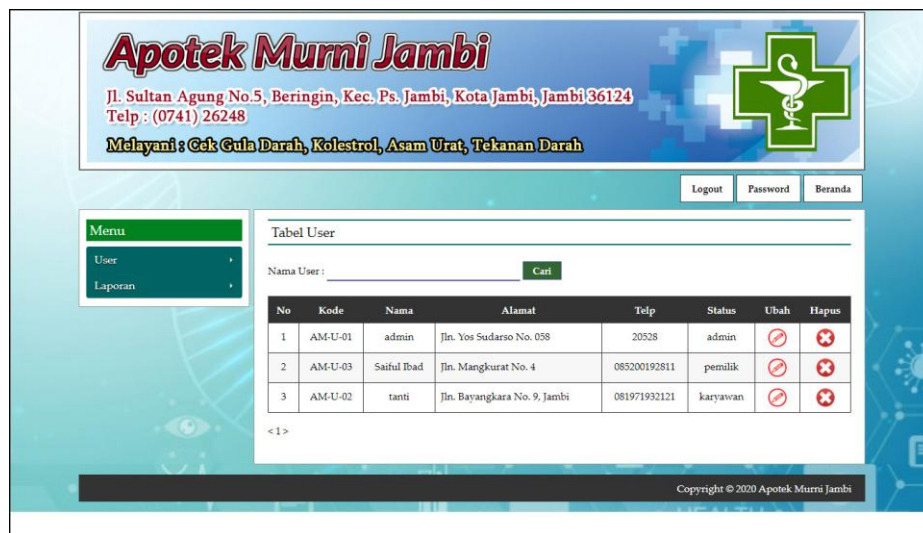 Apotek Murni Jambi
Jl. Sultan Agung No.5, Beringin, Kec. Ps. Jambi, Kota Jambi, Jambi 36124
Telp : (0741) 26248
Melayani : Cek Gula Darah, Kolestrol, Asam Urat, Tekanan Darah
Logout Password Beranda
Menu
User
Laporan
Tabel User
Nama User : Cari
No Kode Nama Alamat Telp Status Ubah Hapus
1 AM-U-01 admin Jln. Yos Sudarso No. 058 20528 admin
2 AM-U-03 Saiful Ibad Jln. Mangkurat No. 4 085200192811 pemilik
3 AM-U-02 tanti Jln. Bayangkara No. 9, Jambi 081971932121 karyawan
< 1 >
Copyright © 2020 Apotek Murni Jambi